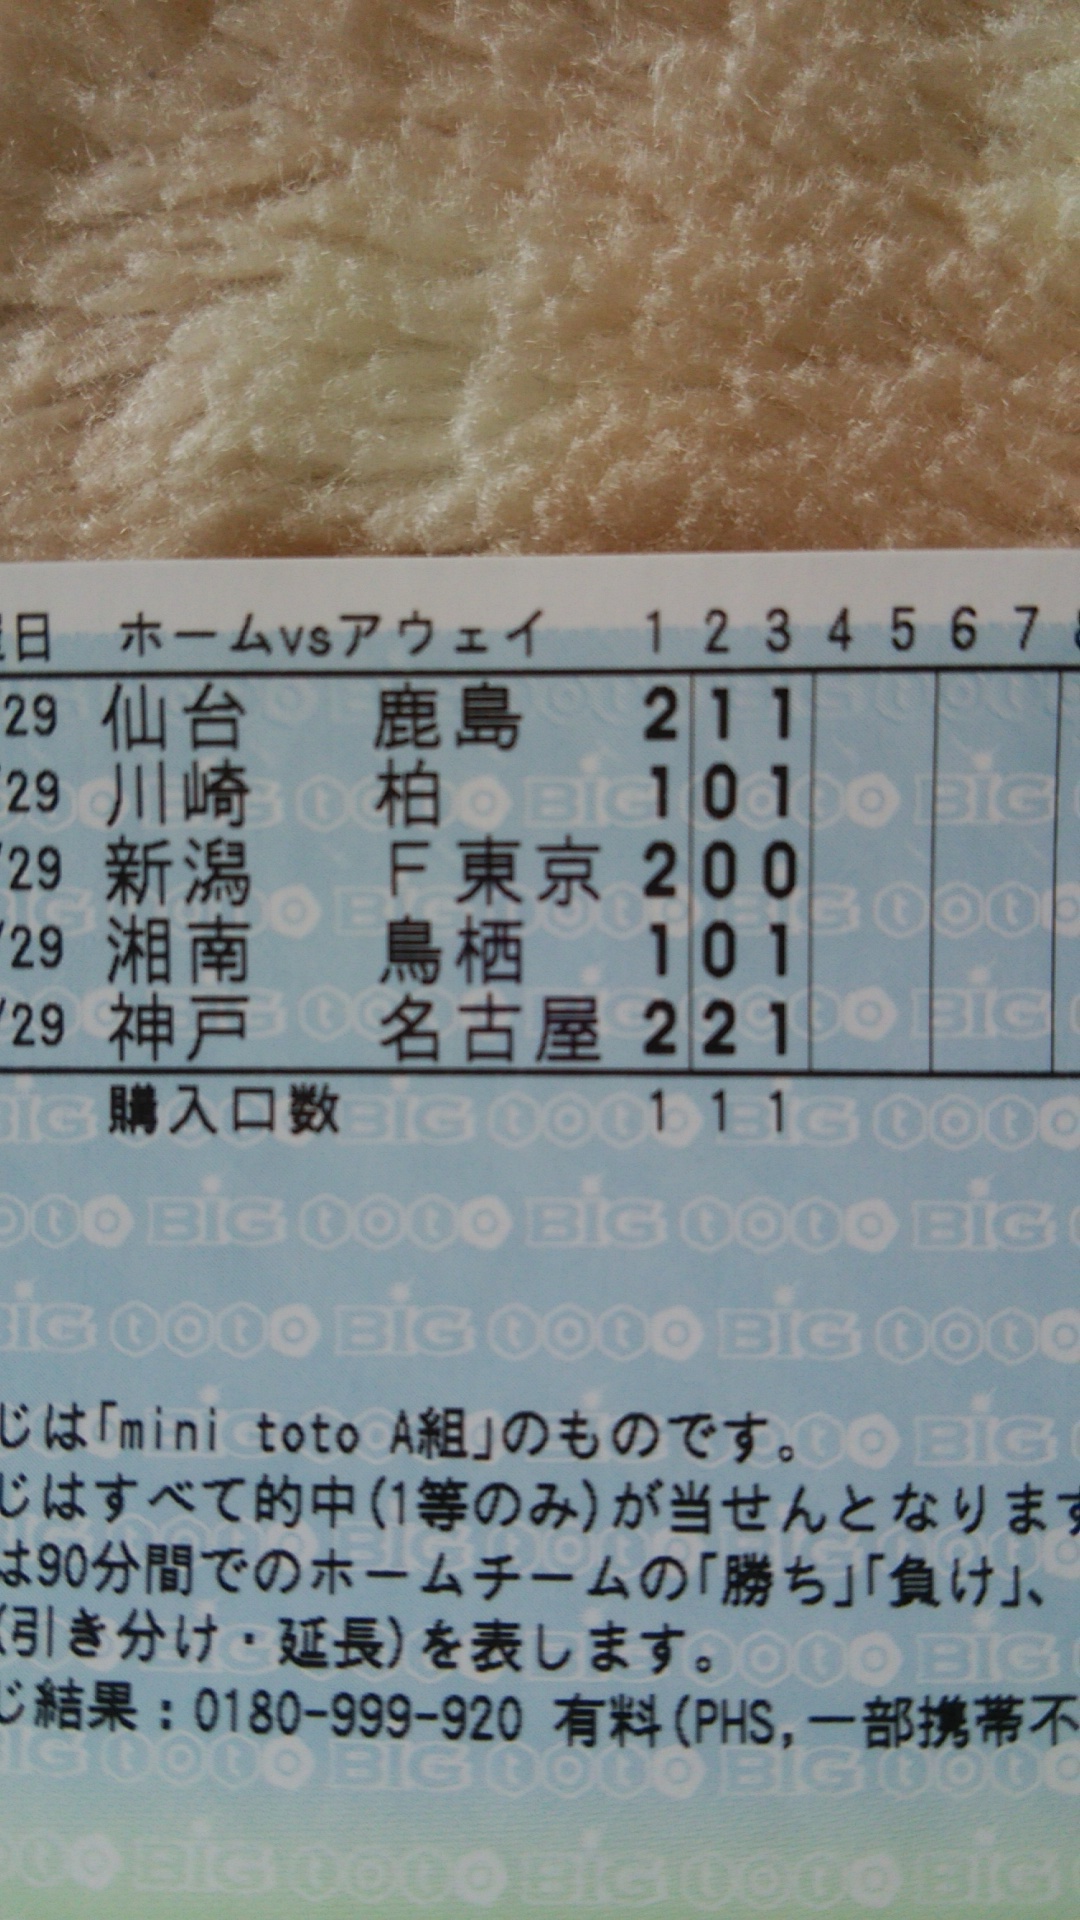 日 ホームvsアウェイ 1 2 3 4 5 6 7
/29 仙台 鹿島 2 1 1
/29 川崎 柏 1 0 1
/29 新潟 F東京 2 0 0
/29 湘南 鳥栖 1 0 1
/29 神戸 名古屋 2 2 1
購入口数 1 1 1
じは「mini toto A組」のものです。
じはすべて的中(1等のみ)が当せんとなります
は90分間でのホームチームの「勝ち」「負け」、
(引き分け・延長)を表します。
じ結果:0180-999-920 有料(PHS,一部携帯不